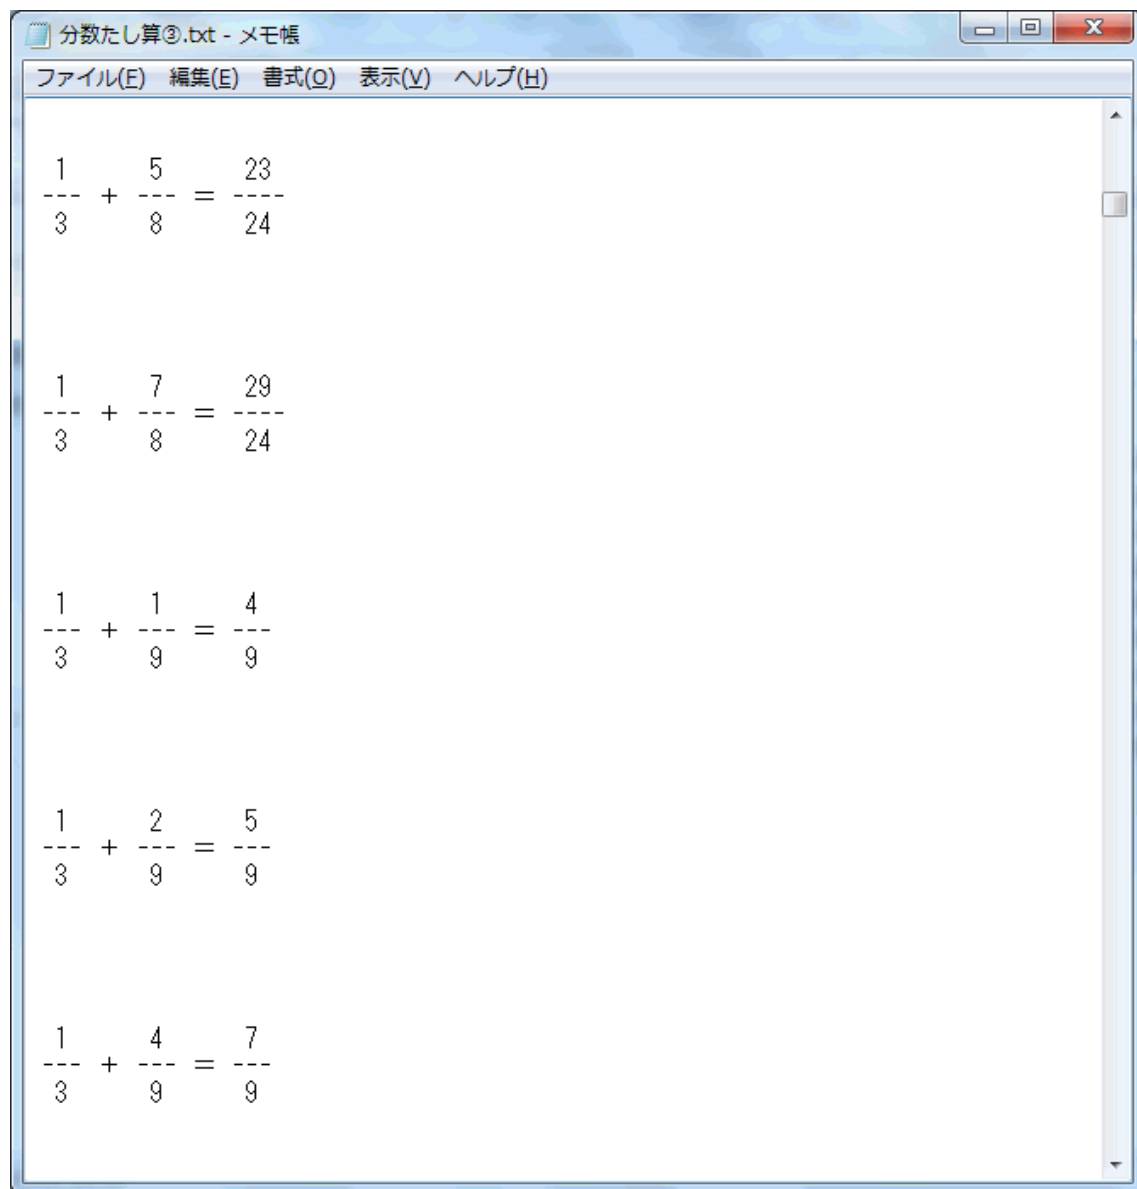 分数たし算③.txt - メモ帳
ファイル(F) 編集(E) 書式(O) 表示(V) ヘルプ(H)
1 5 23
--- + --- = ----
3 8 24
1 7 29
--- + --- = ----
3 8 24
1 1 4
--- + --- = ---
3 9 9
1 2 5
--- + --- = ---
3 9 9
1 4 7
--- + --- = ---
3 9 9